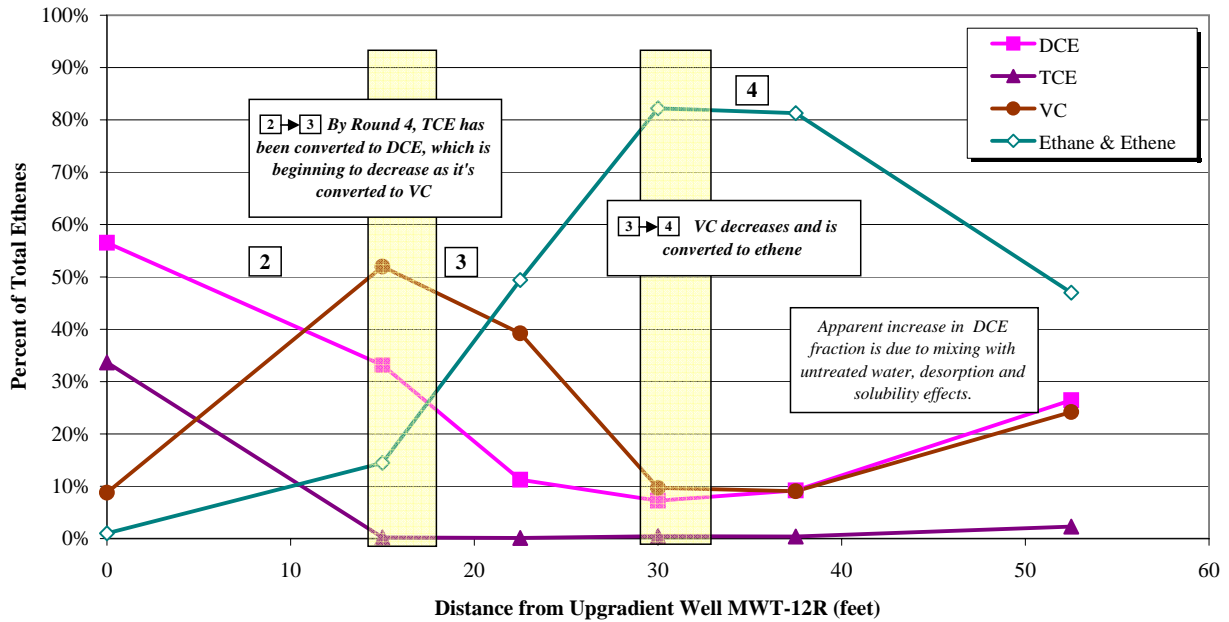 100%
90%
80%
70%
60%
50%
40%
30%
20%
10%
0%
Percent of Total Ethenes
0
10
20
30
40
50
60
Distance from Upgradient Well MWT-12R (feet)
DCE
TCE
VC
Ethane & Ethene
2 3 By Round 4, TCE has
been converted to DCE, which is
beginning to decrease as it's
converted to VC
2
3
4
3 4 VC decreases and is
converted to ethene
Apparent increase in DCE
fraction is due to mixing with
untreated water, desorption and
solubility effects.